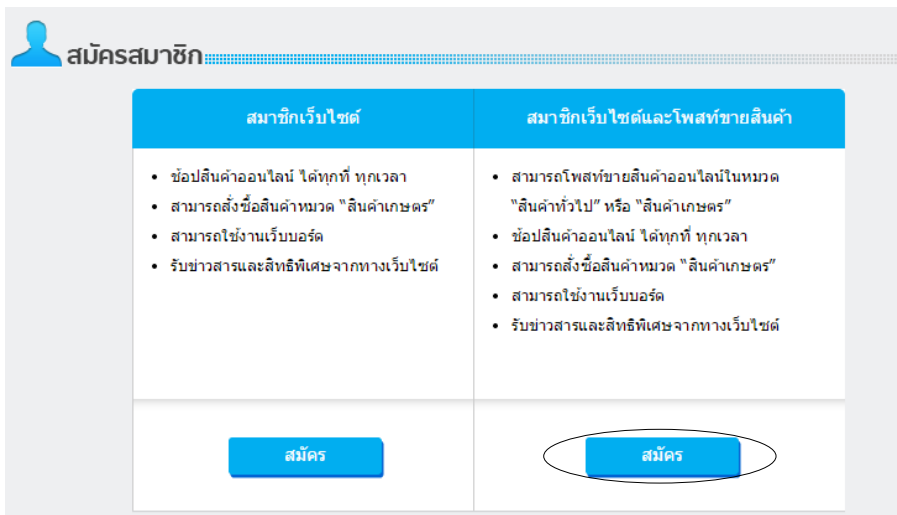 สมัครสมาชิก
สมาชิกเว็บไซต์
• ช้อปสินค้าออนไลน์ ได้ทุกที่ ทุกเวลา
• สามารถสั่งซื้อสินค้าหมวด “สินค้าเกษตร”
• สามารถใช้งานเว็บบอร์ด
• รับข่าวสารและสิทธิพิเศษจากทางเว็บไซต์
สมัคร
สมาชิกเว็บไซต์และโพสท์ขายสินค้า
• สามารถโพสท์ขายสินค้าออนไลน์ในหมวด
“สินค้าทั่วไป” หรือ “สินค้าเกษตร”
• ช้อปสินค้าออนไลน์ ได้ทุกที่ ทุกเวลา
• สามารถสั่งซื้อสินค้าหมวด “สินค้าเกษตร”
• สามารถใช้งานเว็บบอร์ด
• รับข่าวสารและสิทธิพิเศษจากทางเว็บไซต์
สมัคร